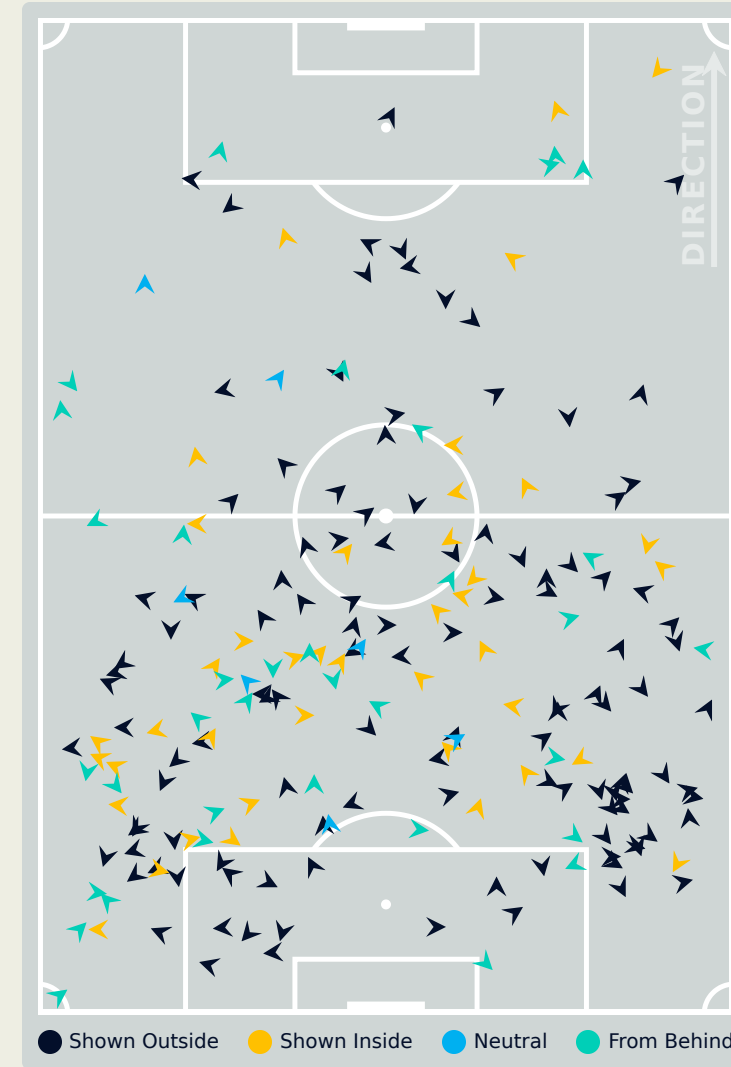 DIRECTION
Shown Outside
Shown Inside
Neutral
From Behind